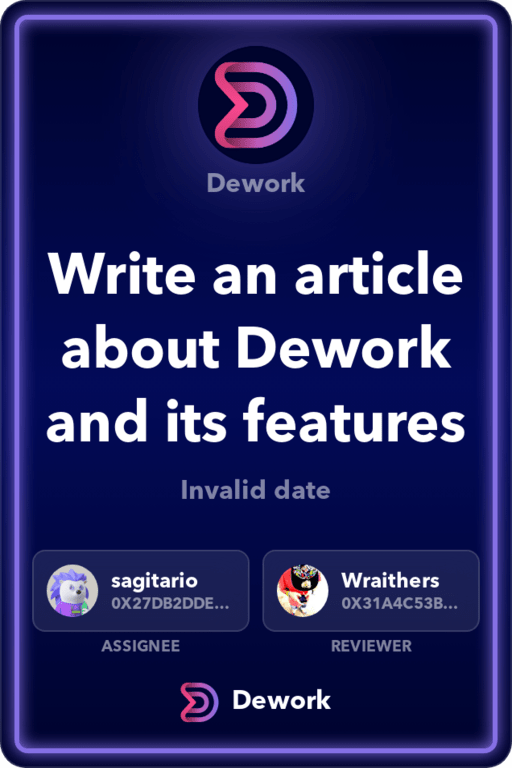 Dework
Write an article
about Dework
and its features
Invalid date
sagitario
0X27DB2DDE...
Wraithers
0X31A4C53B...
ASSIGNEE
REVIEWER
Dework